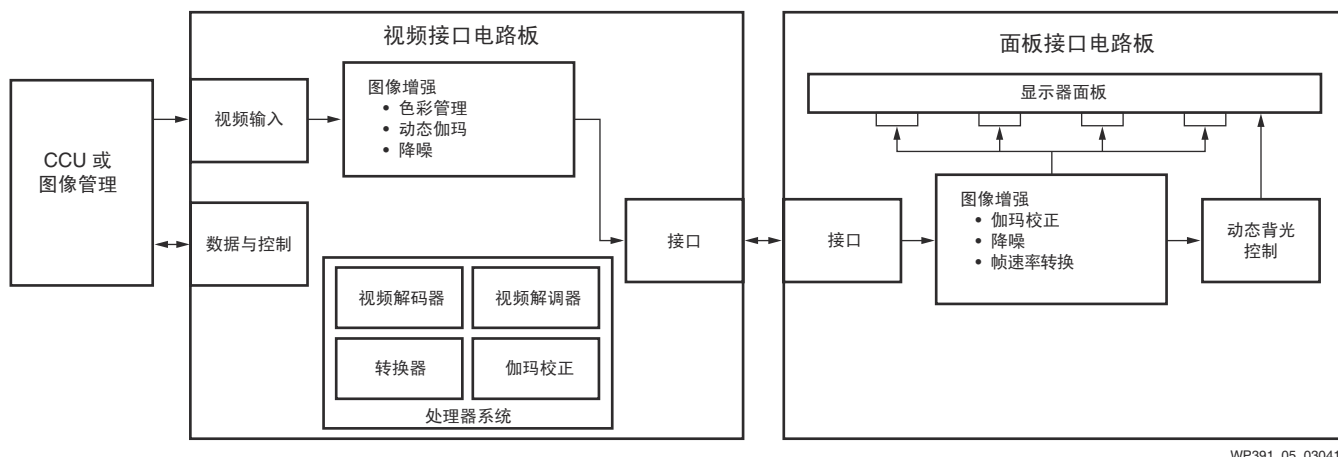 视频接口电路板
CCU 或
图像管理
视频输入
数据与控制
图像增强
• 色彩管理
• 动态伽玛
• 降噪
接口
视频解码器
视频解调器
转换器
伽玛校正
处理器系统
面板接口电路板
显示器面板
接口
图像增强
• 伽玛校正
• 降噪
• 帧速率转换
动态背光
控制
WP391_05_03041